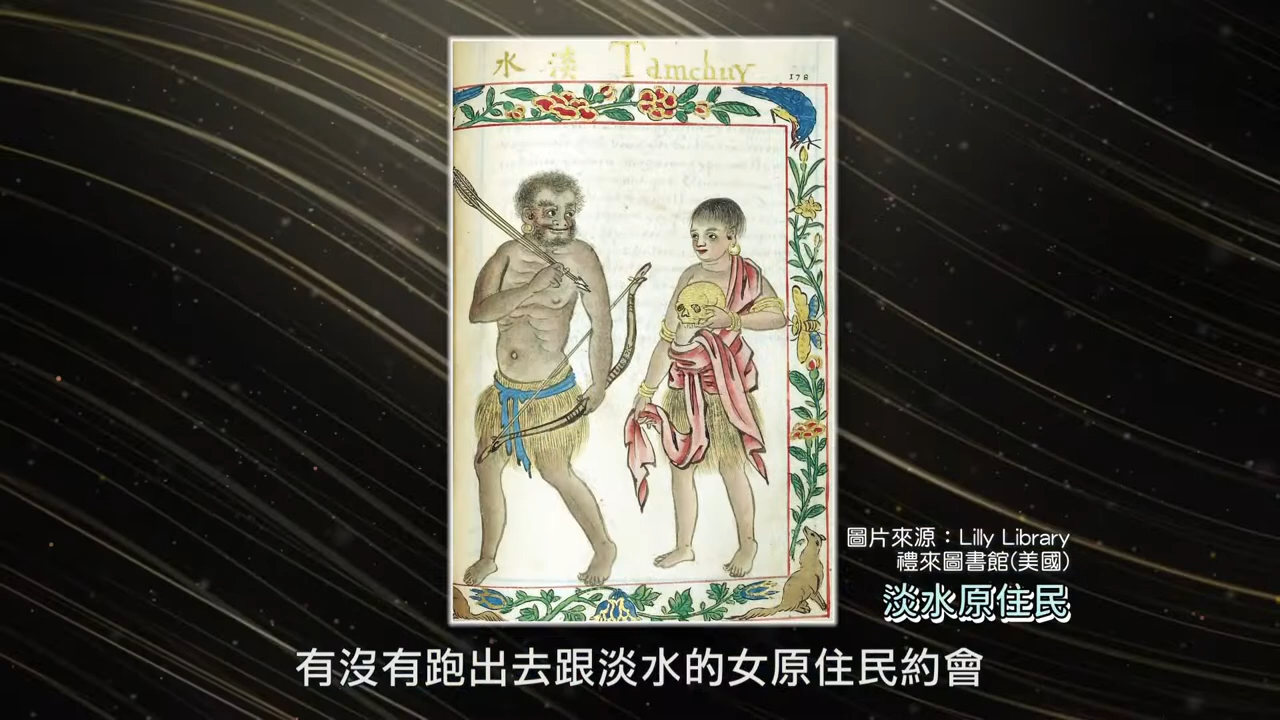 水 淡 Tamchuy
178
圖片來源：Lilly Library
禮來圖書館(美國)
淡水原住民
有沒有跑出去跟淡水的女原住民約會